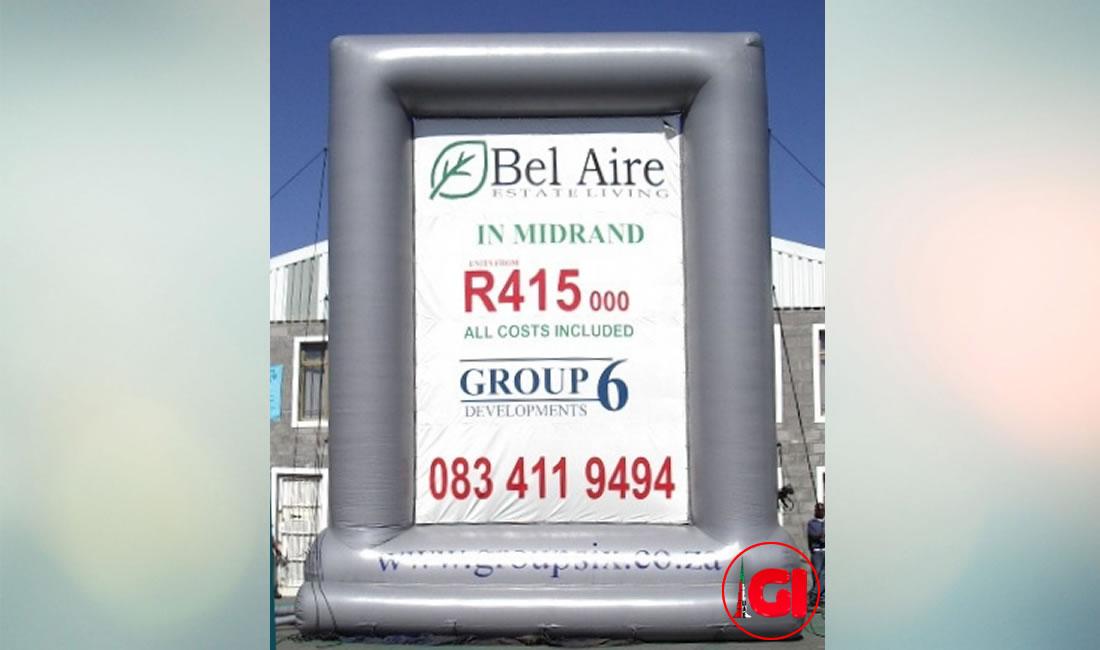 Bel Aire
ESTATE LIVING
IN MIDRAND
UNITS FROM
R415 000
ALL COSTS INCLUDED
GROUP 6
DEVELOPMENTS
083 411 9494
www.groupsix.co.za
GI